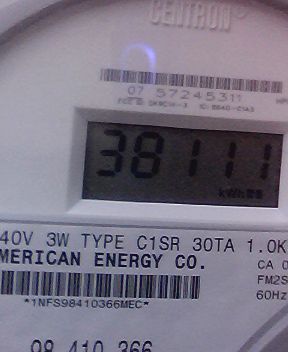 CENTRON
07 57245311
38111
kWh
40V 3W TYPE C1SR 30TA 1.0K
MERICAN ENERGY CO.
CA 0
FM2S
60Hz
*1NFS98410366MEC*
98 410 366